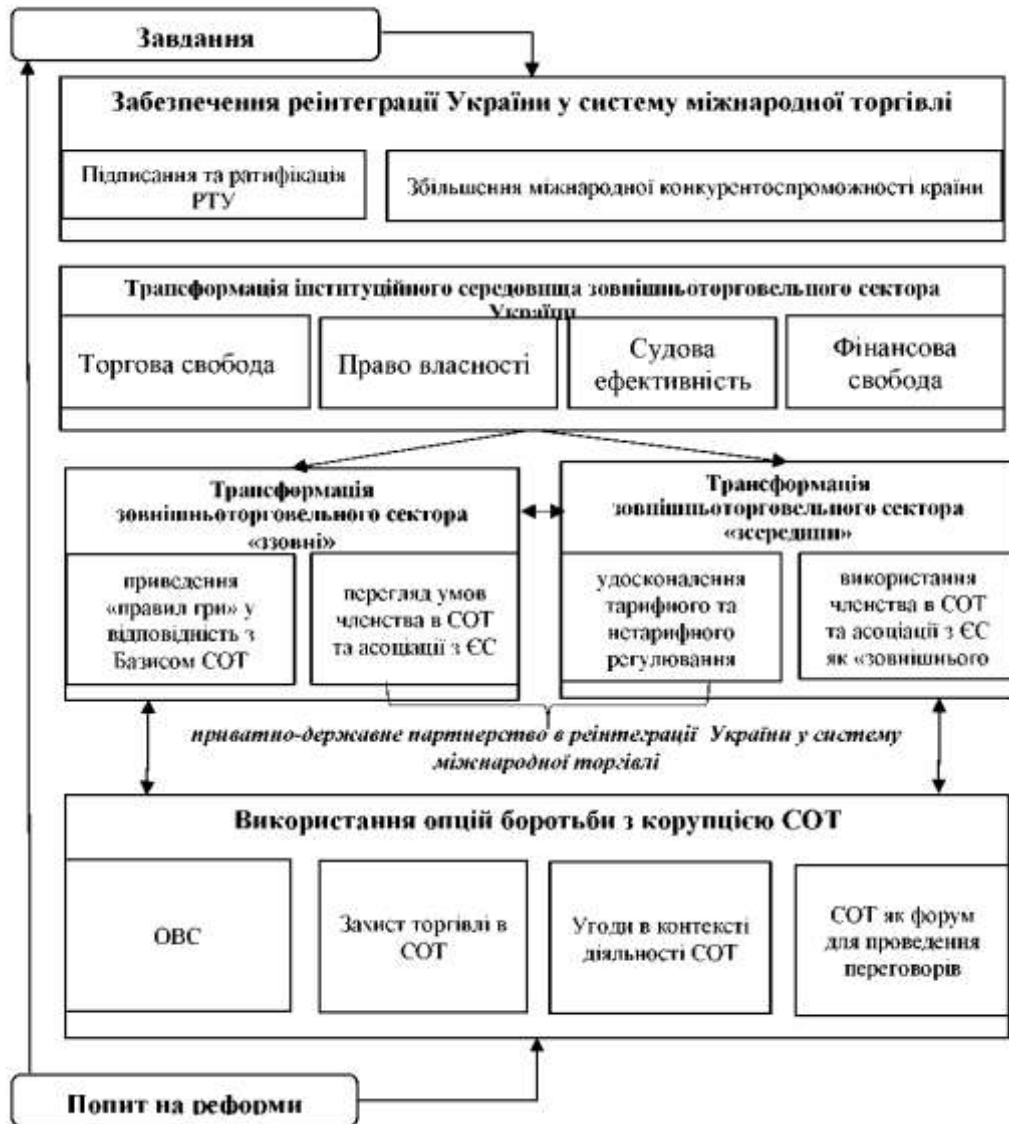 Завдання
Забезпечення реінтеграції України у систему міжнародної торгівлі
Підписання та ратифікація
РТУ
Збільшення міжнародної конкурентоспроможності країни
Трансформація інституційного середовища зовнішньоторговельного сектора
України
Торгова свобода
Право власності
Судова
ефективність
Фінансова
свобода
Трансформація
зовнішньоторговельного сектора
«ззовні»
приведення
«правил гри» у
відповідність з
Базисом СОТ
перегляд умов
членства в СОТ
та асоціації з ЄС
Трансформація
зовнішньоторговельного сектора
«зсередини»
удосконалення
тарифного та
нетарифного
регулювання
використання
членства в СОТ
та асоціації з ЄС
як «зовнішнього
приватно-державне партнерство в реінтеграції України у систему
міжнародної торгівлі
Використання опцій боротьби з корупцією СОТ
ОВС
Захист торгівлі в
СОТ
Угоди в контексті
діяльності СОТ
СОТ як форум
для проведення
переговорів
Попит на реформи